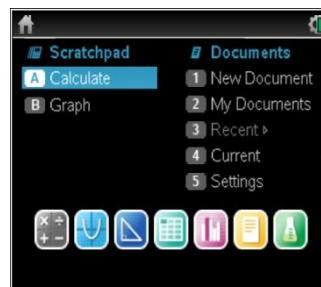 Scratchpad
A Calculate
B Graph
Documents
1 New Document
2 My Documents
3 Recent ▸
4 Current
5 Settings